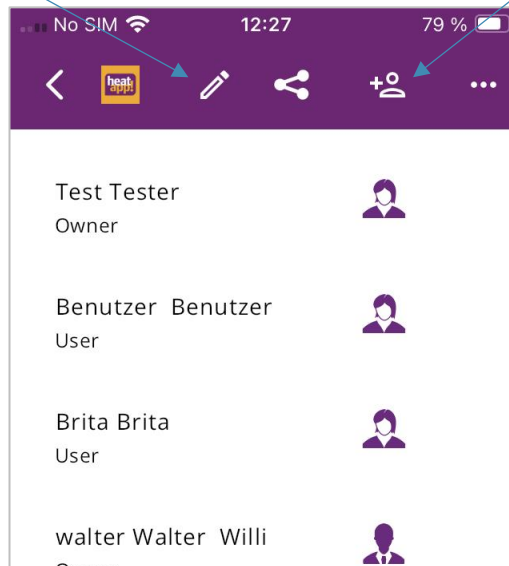 No SIM 12:27 79 %
heat
app!
Test Tester
Owner
Benutzer Benutzer
User
Brita Brita
User
walter Walter Willi